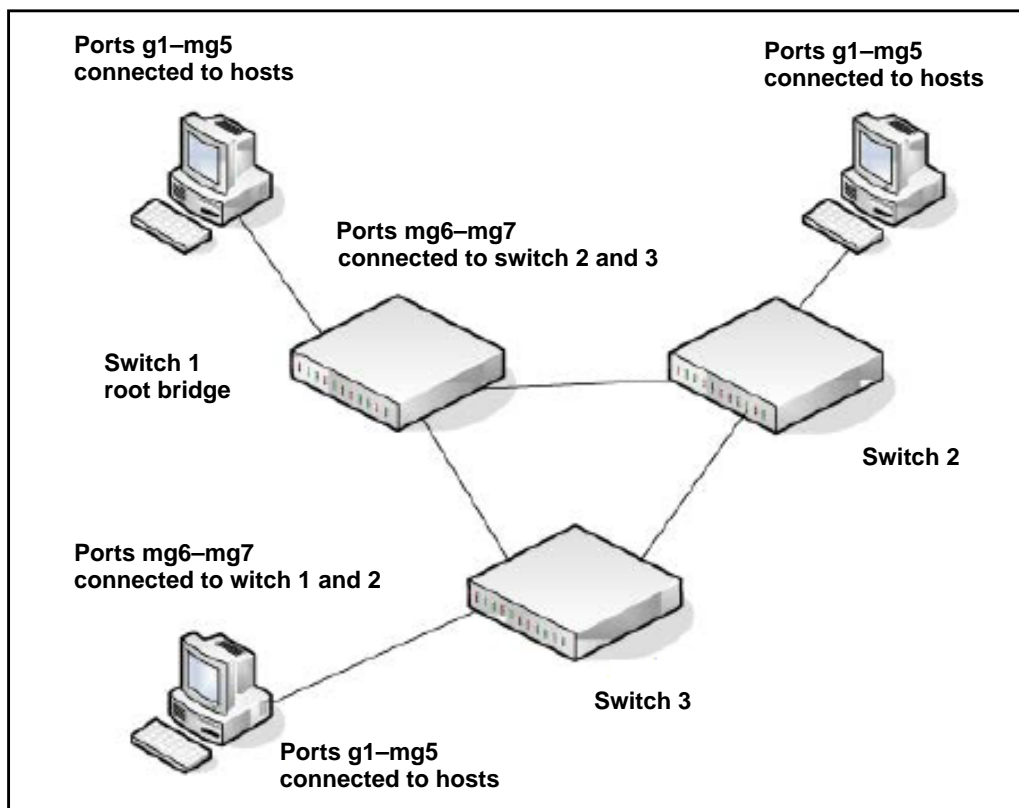 Ports g1–mg5
connected to hosts
Ports g1–mg5
connected to hosts
Ports mg6–mg7
connected to switch 2 and 3
Switch 1
root bridge
Switch 2
Ports mg6–mg7
connected to witch 1 and 2
Switch 3
Ports g1–mg5
connected to hosts